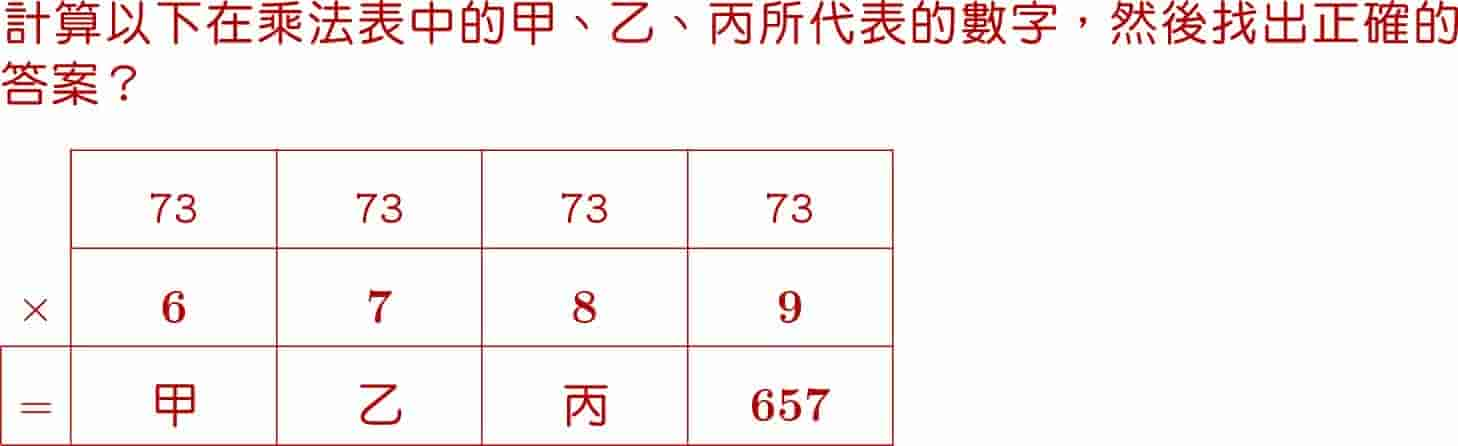 計算以下在乘法表中的甲、乙、丙所代表的數字，然後找出正確的
答案？
73 73 73 73
× 6 7 8 9
= 甲 乙 丙 657